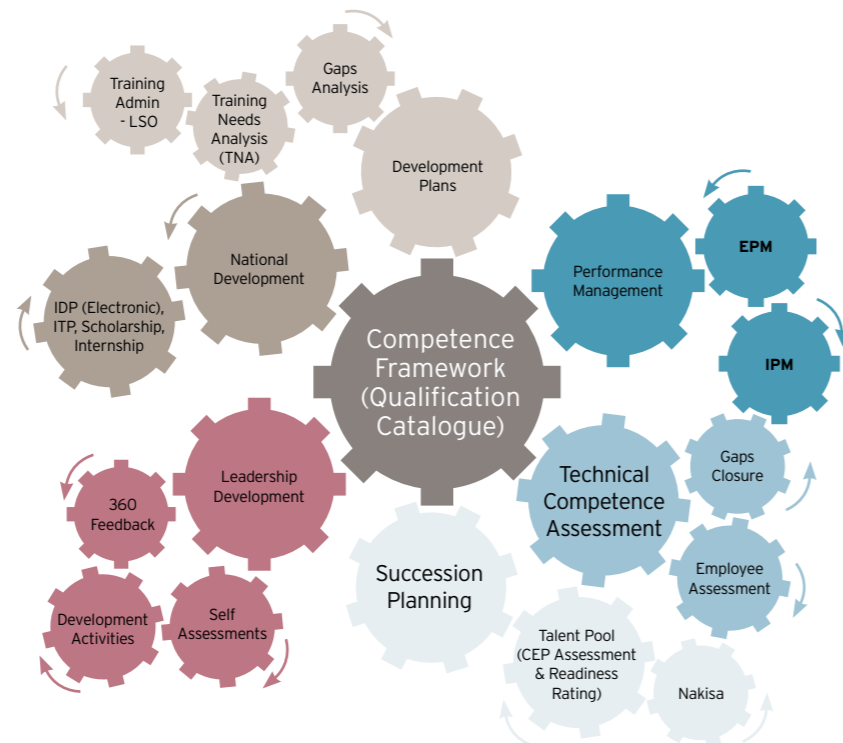 Gaps
Analysis
Training
Admin
- LSO
Training
Needs
Analysis
(TNA)
Development
Plans
National
Development
IDP (Electronic),
ITP, Scholarship,
Internship
Performance
Management
EPM
IPM
Competence
Framework
(Qualification
Catalogue)
Leadership
Development
360
Feedback
Development
Activities
Self
Assessments
Technical
Competence
Assessment
Gaps
Closure
Employee
Assessment
Succession
Planning
Talent Pool
(CEP Assessment
& Readiness
Rating)
Nakisa